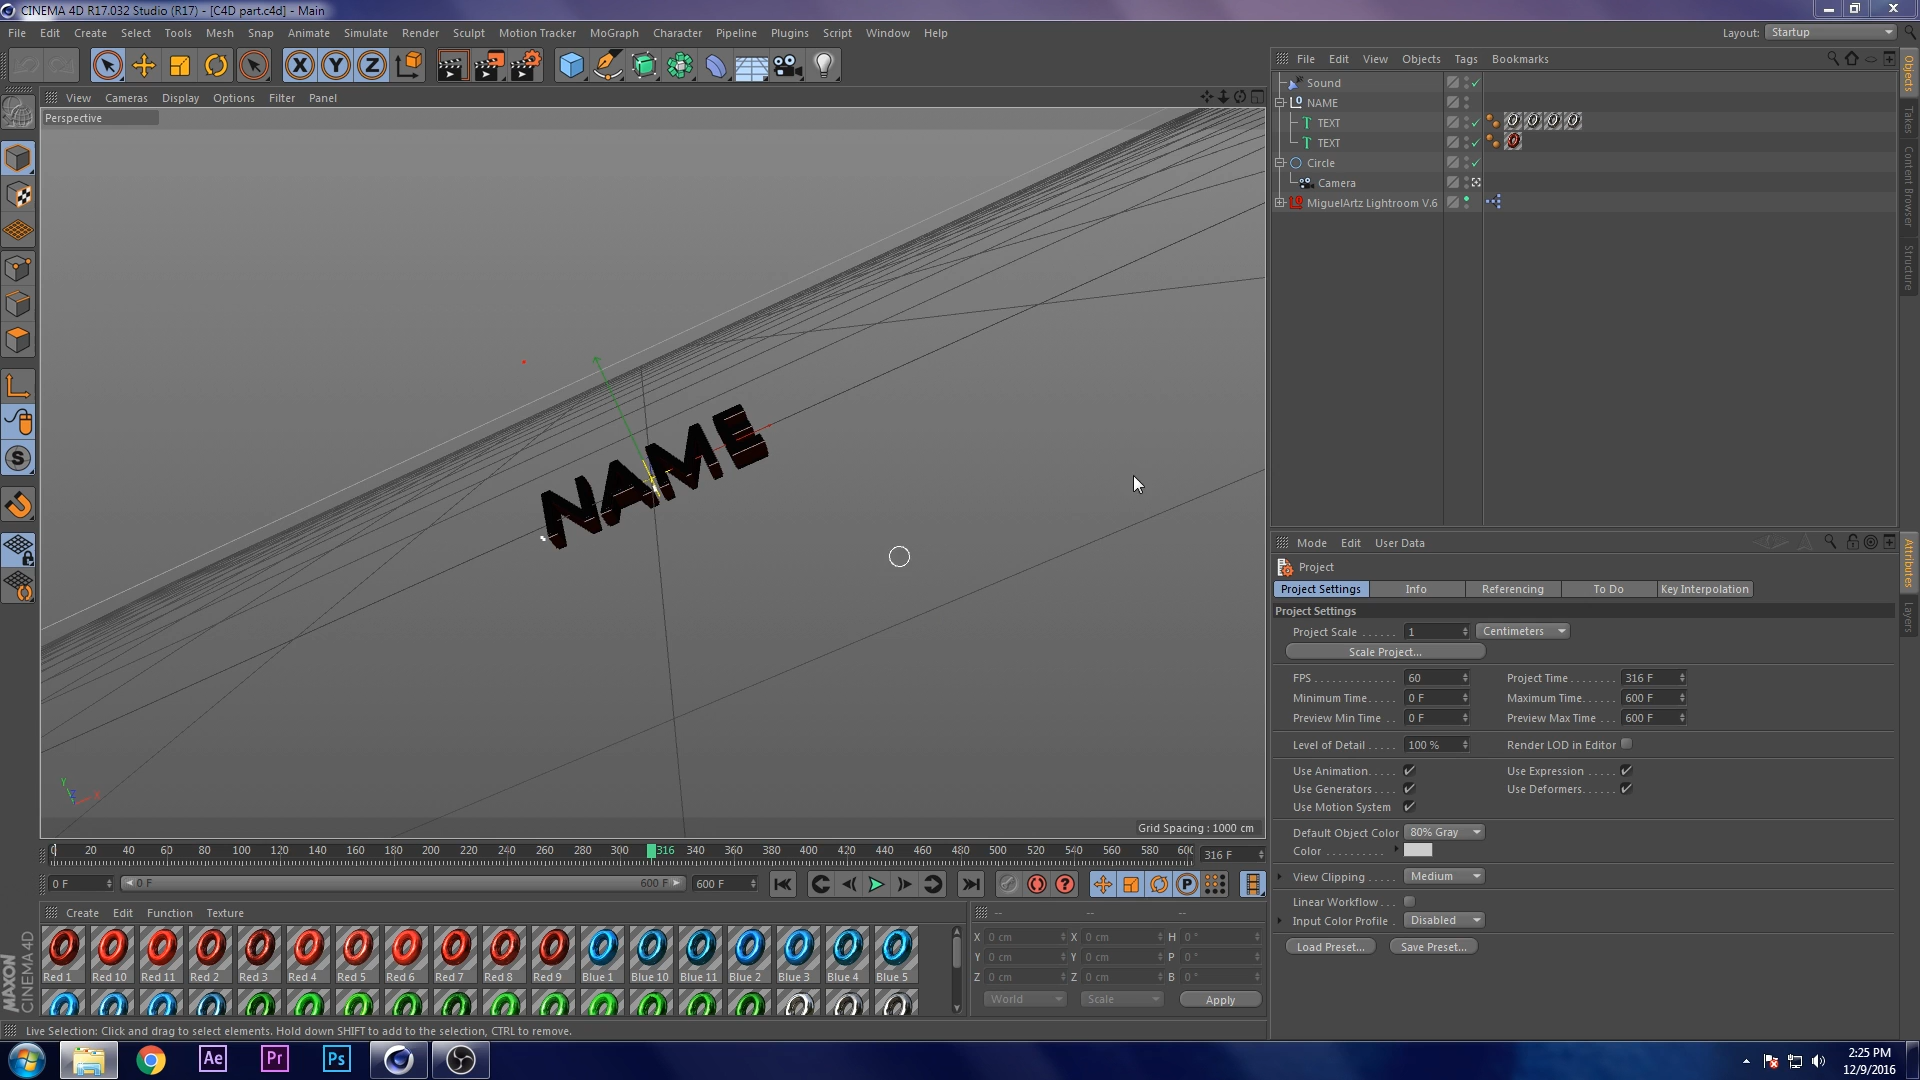 CINEMA 4D R17.032 Studio (R17) - [C4D part.c4d] - Main
File Edit Create Select Tools Mesh Snap Animate Simulate Render Sculpt Motion Tracker MoGraph Character Pipeline Plugins Script Window Help
Layout: Startup
X Y Z
File Edit View Objects Tags Bookmarks
View Cameras Display Options Filter Panel
Perspective
Sound
NAME
TEXT
TEXT
Circle
Camera
MiguelArtz Lightroom V.6
Objects
Takes
Content Browser
Structure
NAME
Y
Z
X
Grid Spacing : 1000 cm
Mode Edit User Data
Project
Project Settings Info Referencing To Do Key Interpolation
Project Settings
Project Scale ...... 1 Centimeters
Scale Project...
FPS .............. 60 Project Time........ 316 F
Minimum Time.... 0 F Maximum Time...... 600 F
Preview Min Time .. 0 F Preview Max Time ... 600 F
Level of Detail ..... 100 % Render LOD in Editor
Use Animation..... Use Expression .....
Use Generators .... Use Deformers......
Use Motion System
Default Object Color 80% Gray
Color ..........
View Clipping.... Medium
Linear Workflow...
Input Color Profile . Disabled
Load Preset... Save Preset...
Attributes
Layers
0 20 40 60 80 100 120 140 160 180 200 220 240 260 280 300 316 340 360 380 400 420 440 460 480 500 520 540 560 580 600 316 F
0 F 0 F 600 F 600 F
Create Edit Function Texture
-- -- --
Red 1 Red 10 Red 11 Red 2 Red 3 Red 4 Red 5 Red 6 Red 7 Red 8 Red 9 Blue 1 Blue 10 Blue 11 Blue 2 Blue 3 Blue 4 Blue 5
X 0 cm X 0 cm H 0 °
Y 0 cm Y 0 cm P 0 °
Z 0 cm Z 0 cm B 0 °
World Scale Apply
MAXON
CINEMA 4D
Live Selection: Click and drag to select elements. Hold down SHIFT to add to the selection, CTRL to remove.
Ae Pr Ps
2:25 PM
12/9/2016